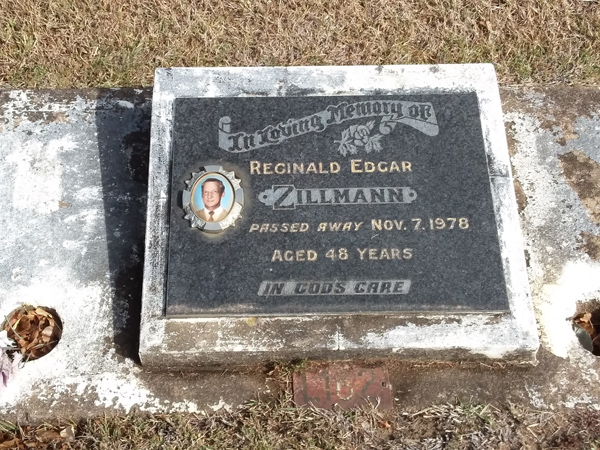 In Loving Memory of
REGINALD EDGAR
ZILLMANN
PASSED AWAY NOV. 7. 1978
AGED 48 YEARS
IN GOD'S CARE